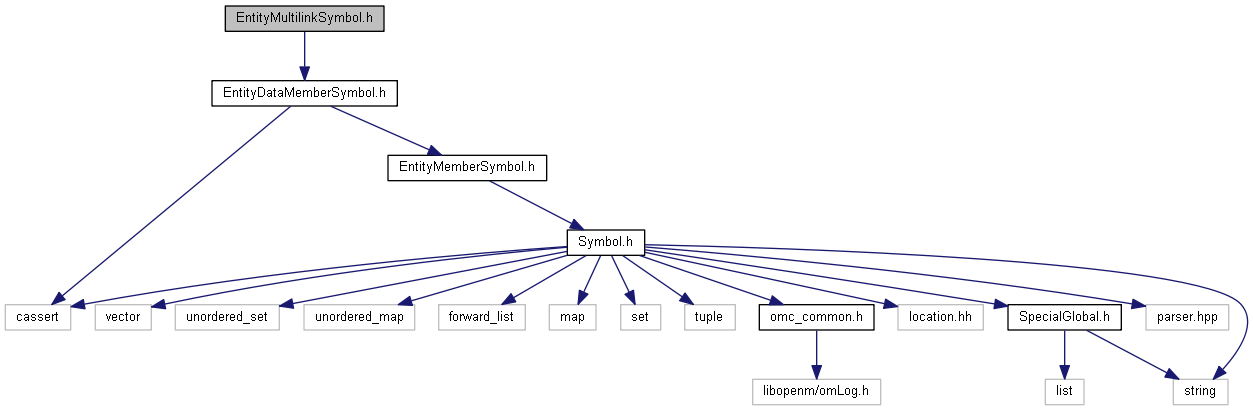 EntityMultilinkSymbol.h
EntityDataMemberSymbol.h
EntityMemberSymbol.h
Symbol.h
cassert
vector
unordered_set
unordered_map
forward_list
map
set
tuple
omc_common.h
location.hh
SpecialGlobal.h
parser.hpp
libopenm/omLog.h
list
string